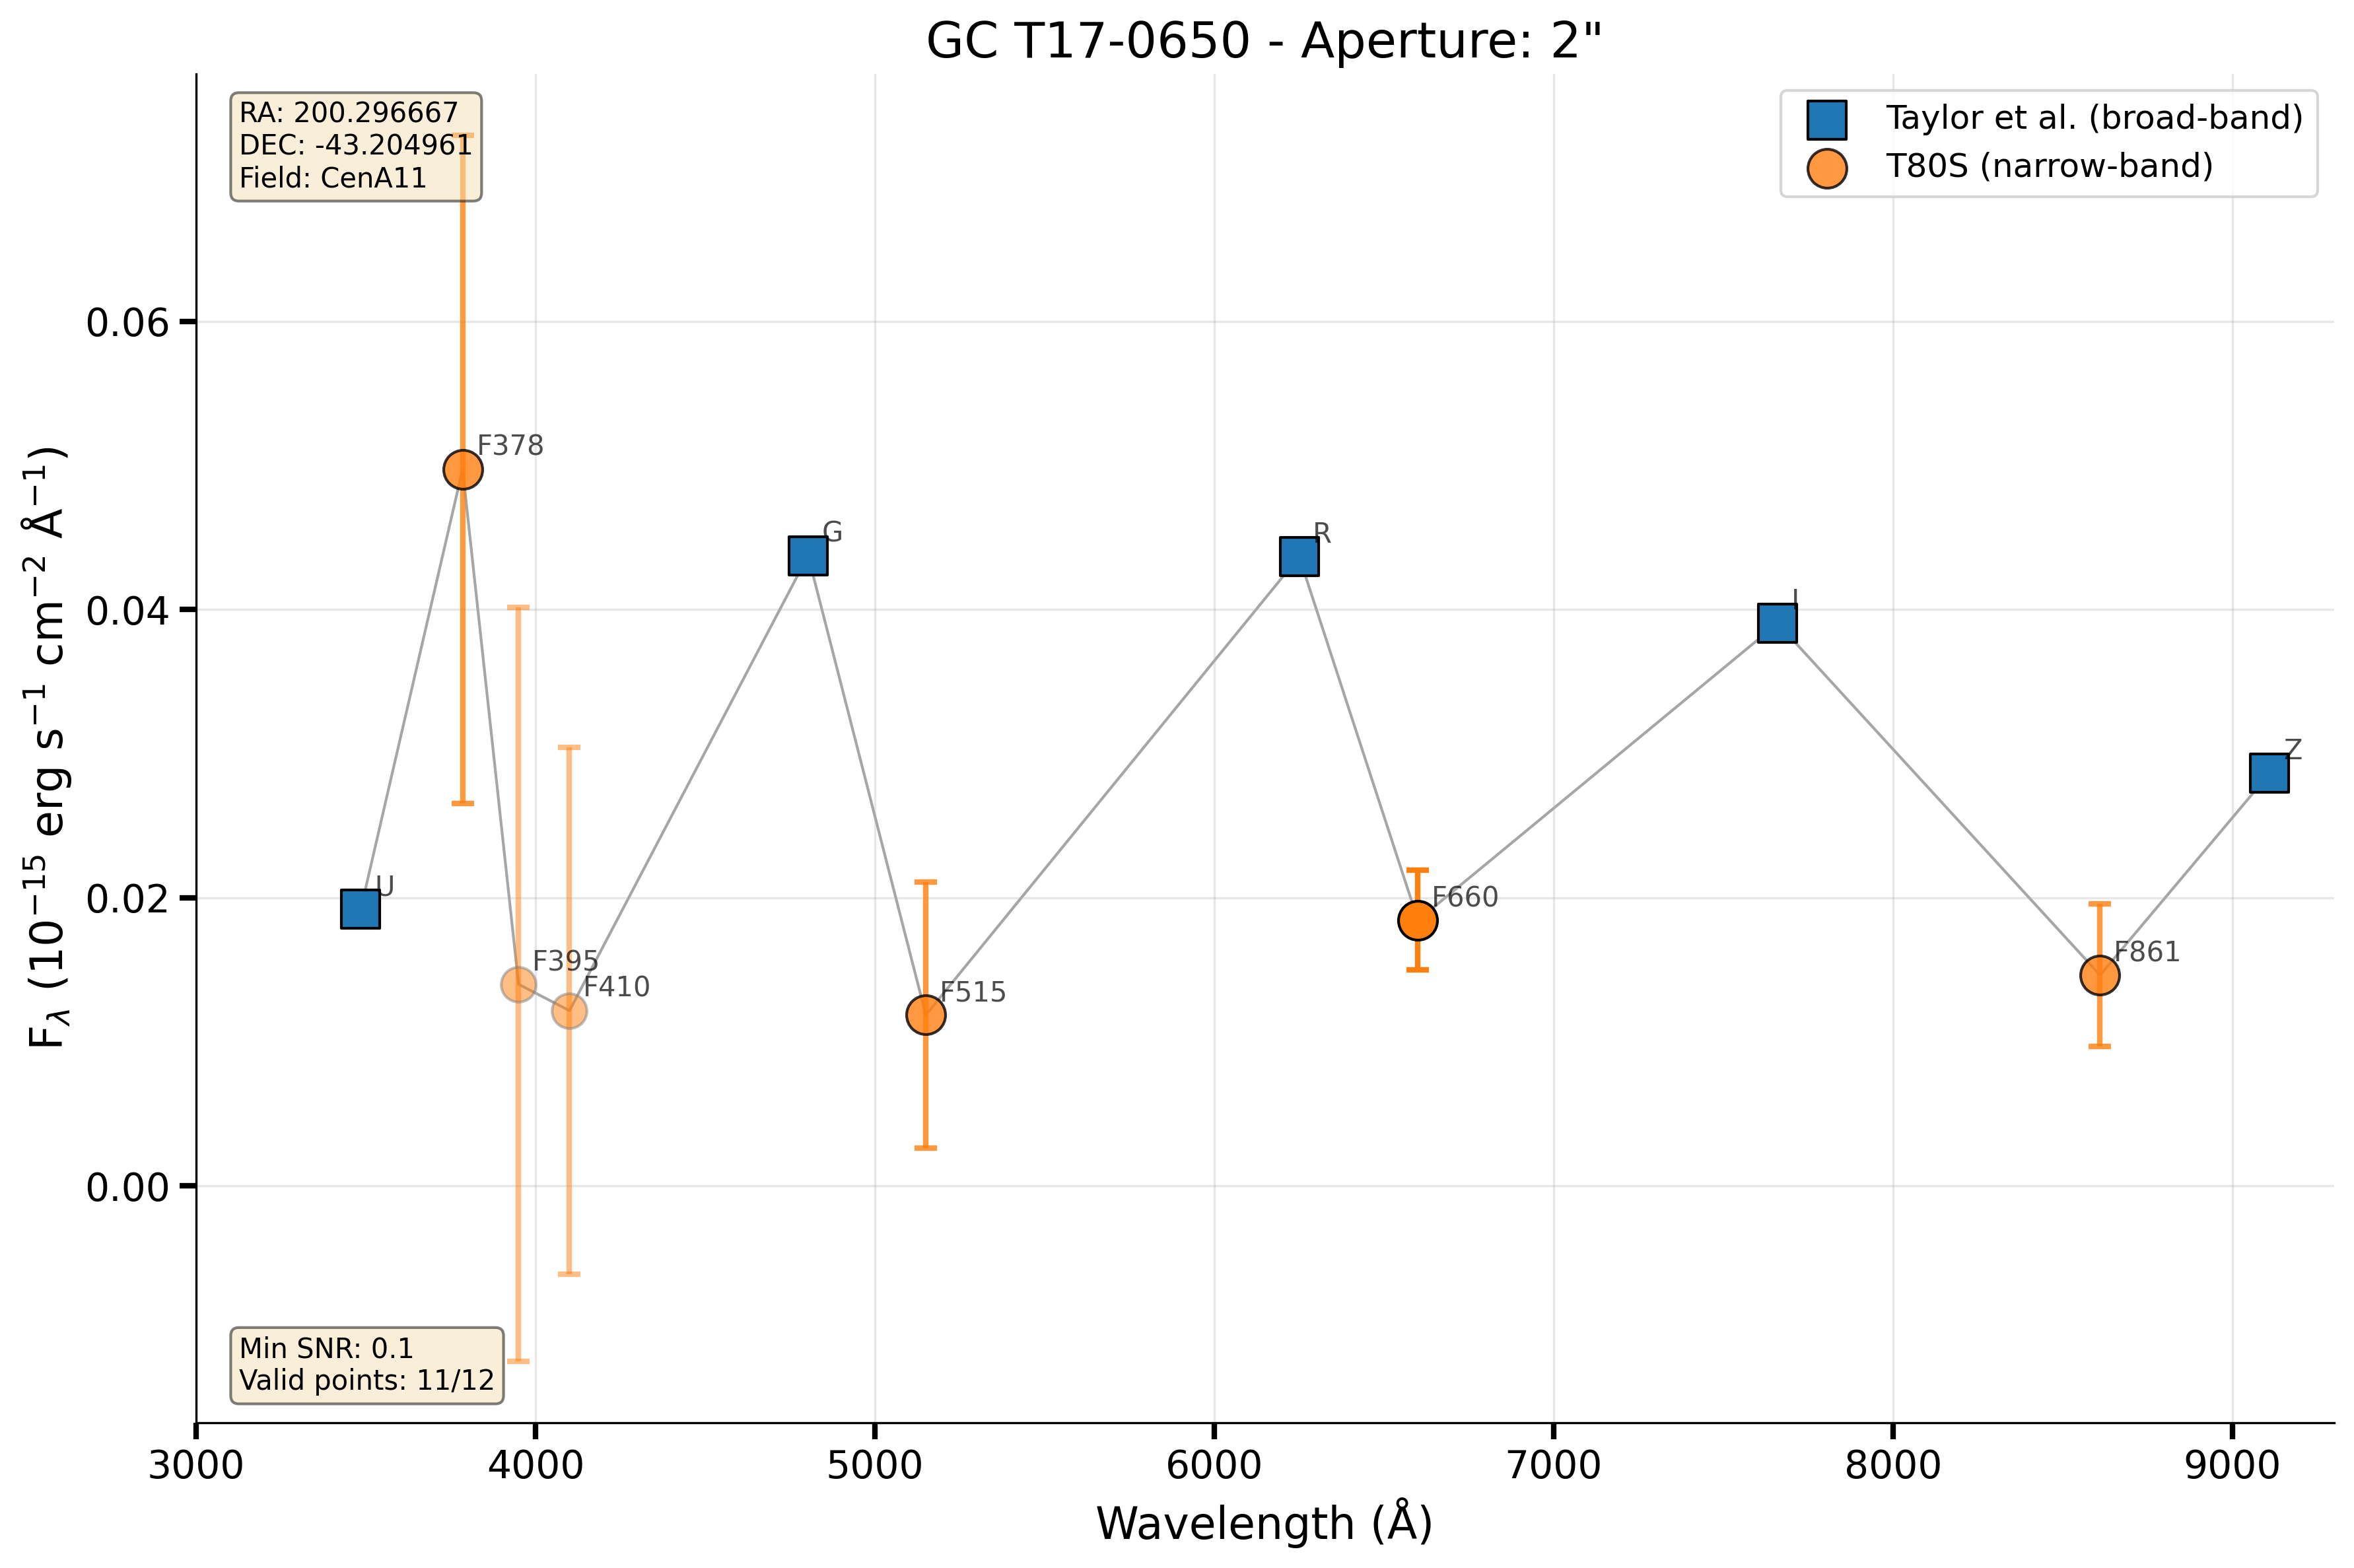 GC T17-0650 - Aperture: 2"
RA: 200.296667
DEC: -43.204961
Field: CenA11
Taylor et al. (broad-band)
T80S (narrow-band)
F378
G
R
I
Z
U
F395
F410
F515
F660
F861
0.06
0.04
0.02
0.00
F_λ (10⁻¹⁵ erg s⁻¹ cm⁻² Å⁻¹)
Min SNR: 0.1
Valid points: 11/12
3000 4000 5000 6000 7000 8000 9000
Wavelength (Å)